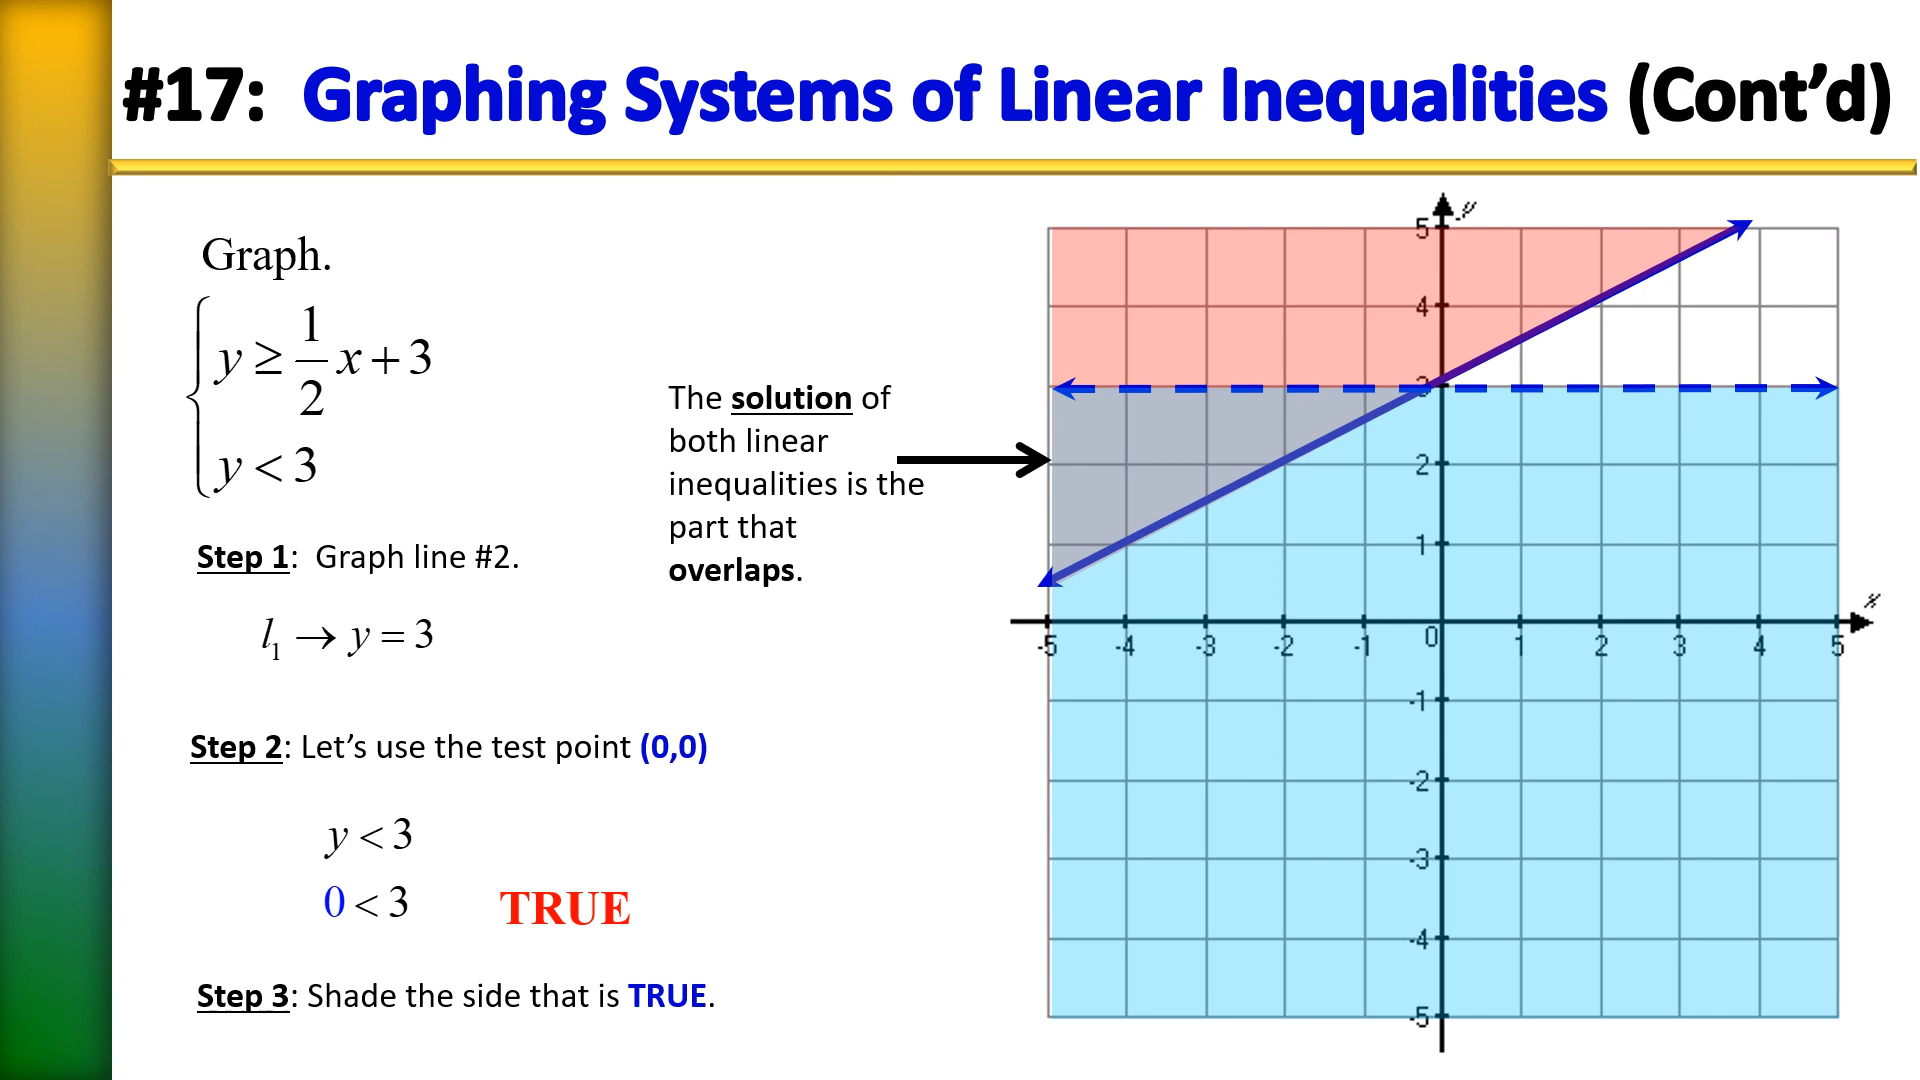 #17: Graphing Systems of Linear Inequalities (Cont’d)
Graph.
y ≥ 1/2 x + 3
y < 3
The solution of
both linear
inequalities is the
part that
overlaps.
Step 1: Graph line #2.
l₁ → y = 3
Step 2: Let’s use the test point (0,0)
y < 3
0 < 3 TRUE
Step 3: Shade the side that is TRUE.
y
5
4
3
2
1
x
-5 -4 -3 -2 -1 0 1 2 3 4 5
-1
-2
-3
-4
-5